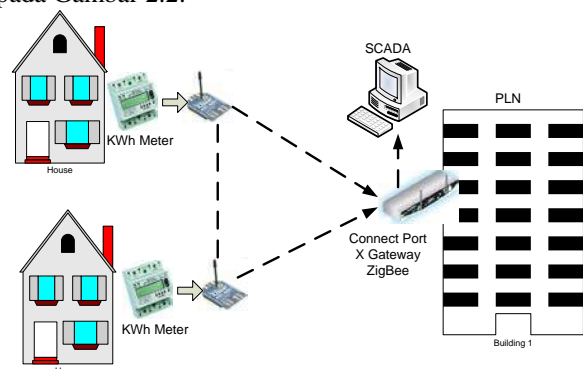 pada Gambar 2.2.
SCADA
PLN
KWh Meter
House
Connect Port
X Gateway
ZigBee
KWh Meter
Building 1